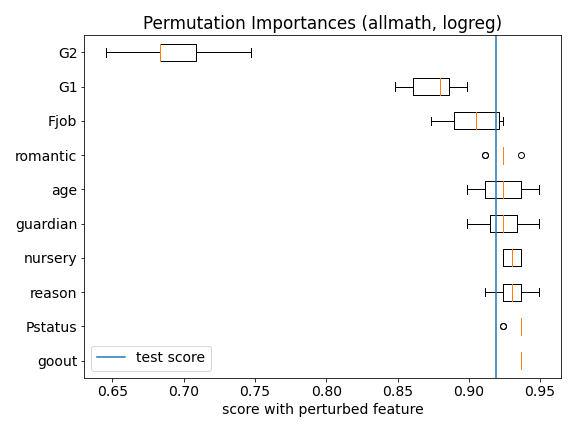 Permutation Importances (allmath, logreg)
G2
G1
Fjob
romantic
age
guardian
nursery
reason
Pstatus
goout
test score
0.65 0.70 0.75 0.80 0.85 0.90 0.95
score with perturbed feature